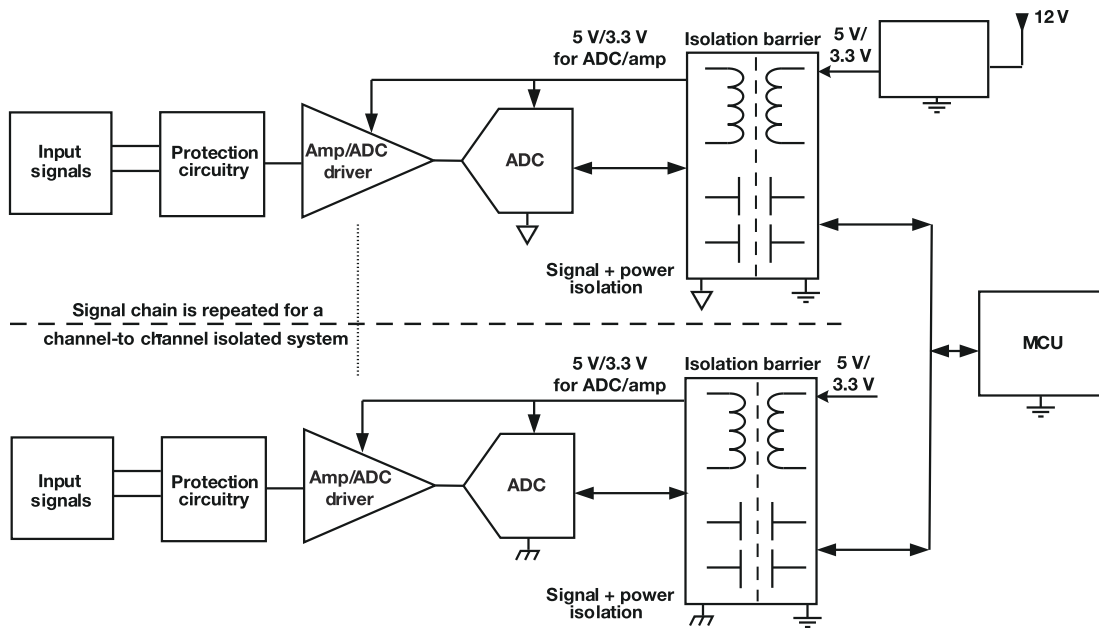 12 V
5 V/3.3 V
for ADC/amp
Isolation barrier
5 V/
3.3 V
Input
signals
Protection
circuitry
Amp/ADC
driver
ADC
Signal + power
isolation
Signal chain is repeated for a
channel-to channel isolated system
MCU
5 V/3.3 V
for ADC/amp
Isolation barrier
5 V/
3.3 V
Input
signals
Protection
circuitry
Amp/ADC
driver
ADC
Signal + power
isolation